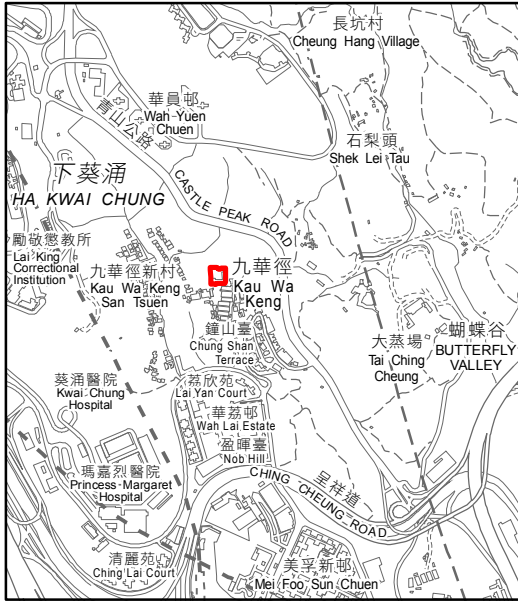 長坑村
Cheung Hang Village
華員邨
Wah Yuen
Chuen
青山公路
CASTLE PEAK ROAD
石梨頭
Shek Lei Tau
下葵涌
HA KWAI CHUNG
勵敬懲教所
Lai King
Correctional
Institution
九華徑新村
Kau Wa Keng
San Tsuen
九華徑
Kau Wa
Keng
鐘山臺
Chung Shan
Terrace
大蒸場
Tai Ching
Cheung
蝴蝶谷
BUTTERFLY
VALLEY
葵涌醫院
Kwai Chung
Hospital
荔欣苑
Lai Yan Court
華荔邨
Wah Lai Estate
盈暉臺
Nob Hill
瑪嘉烈醫院
Princess Margaret
Hospital
呈祥道
CHING CHEUNG ROAD
清麗苑
Ching Lai Court
美孚新邨
Mei Foo Sun Chuen